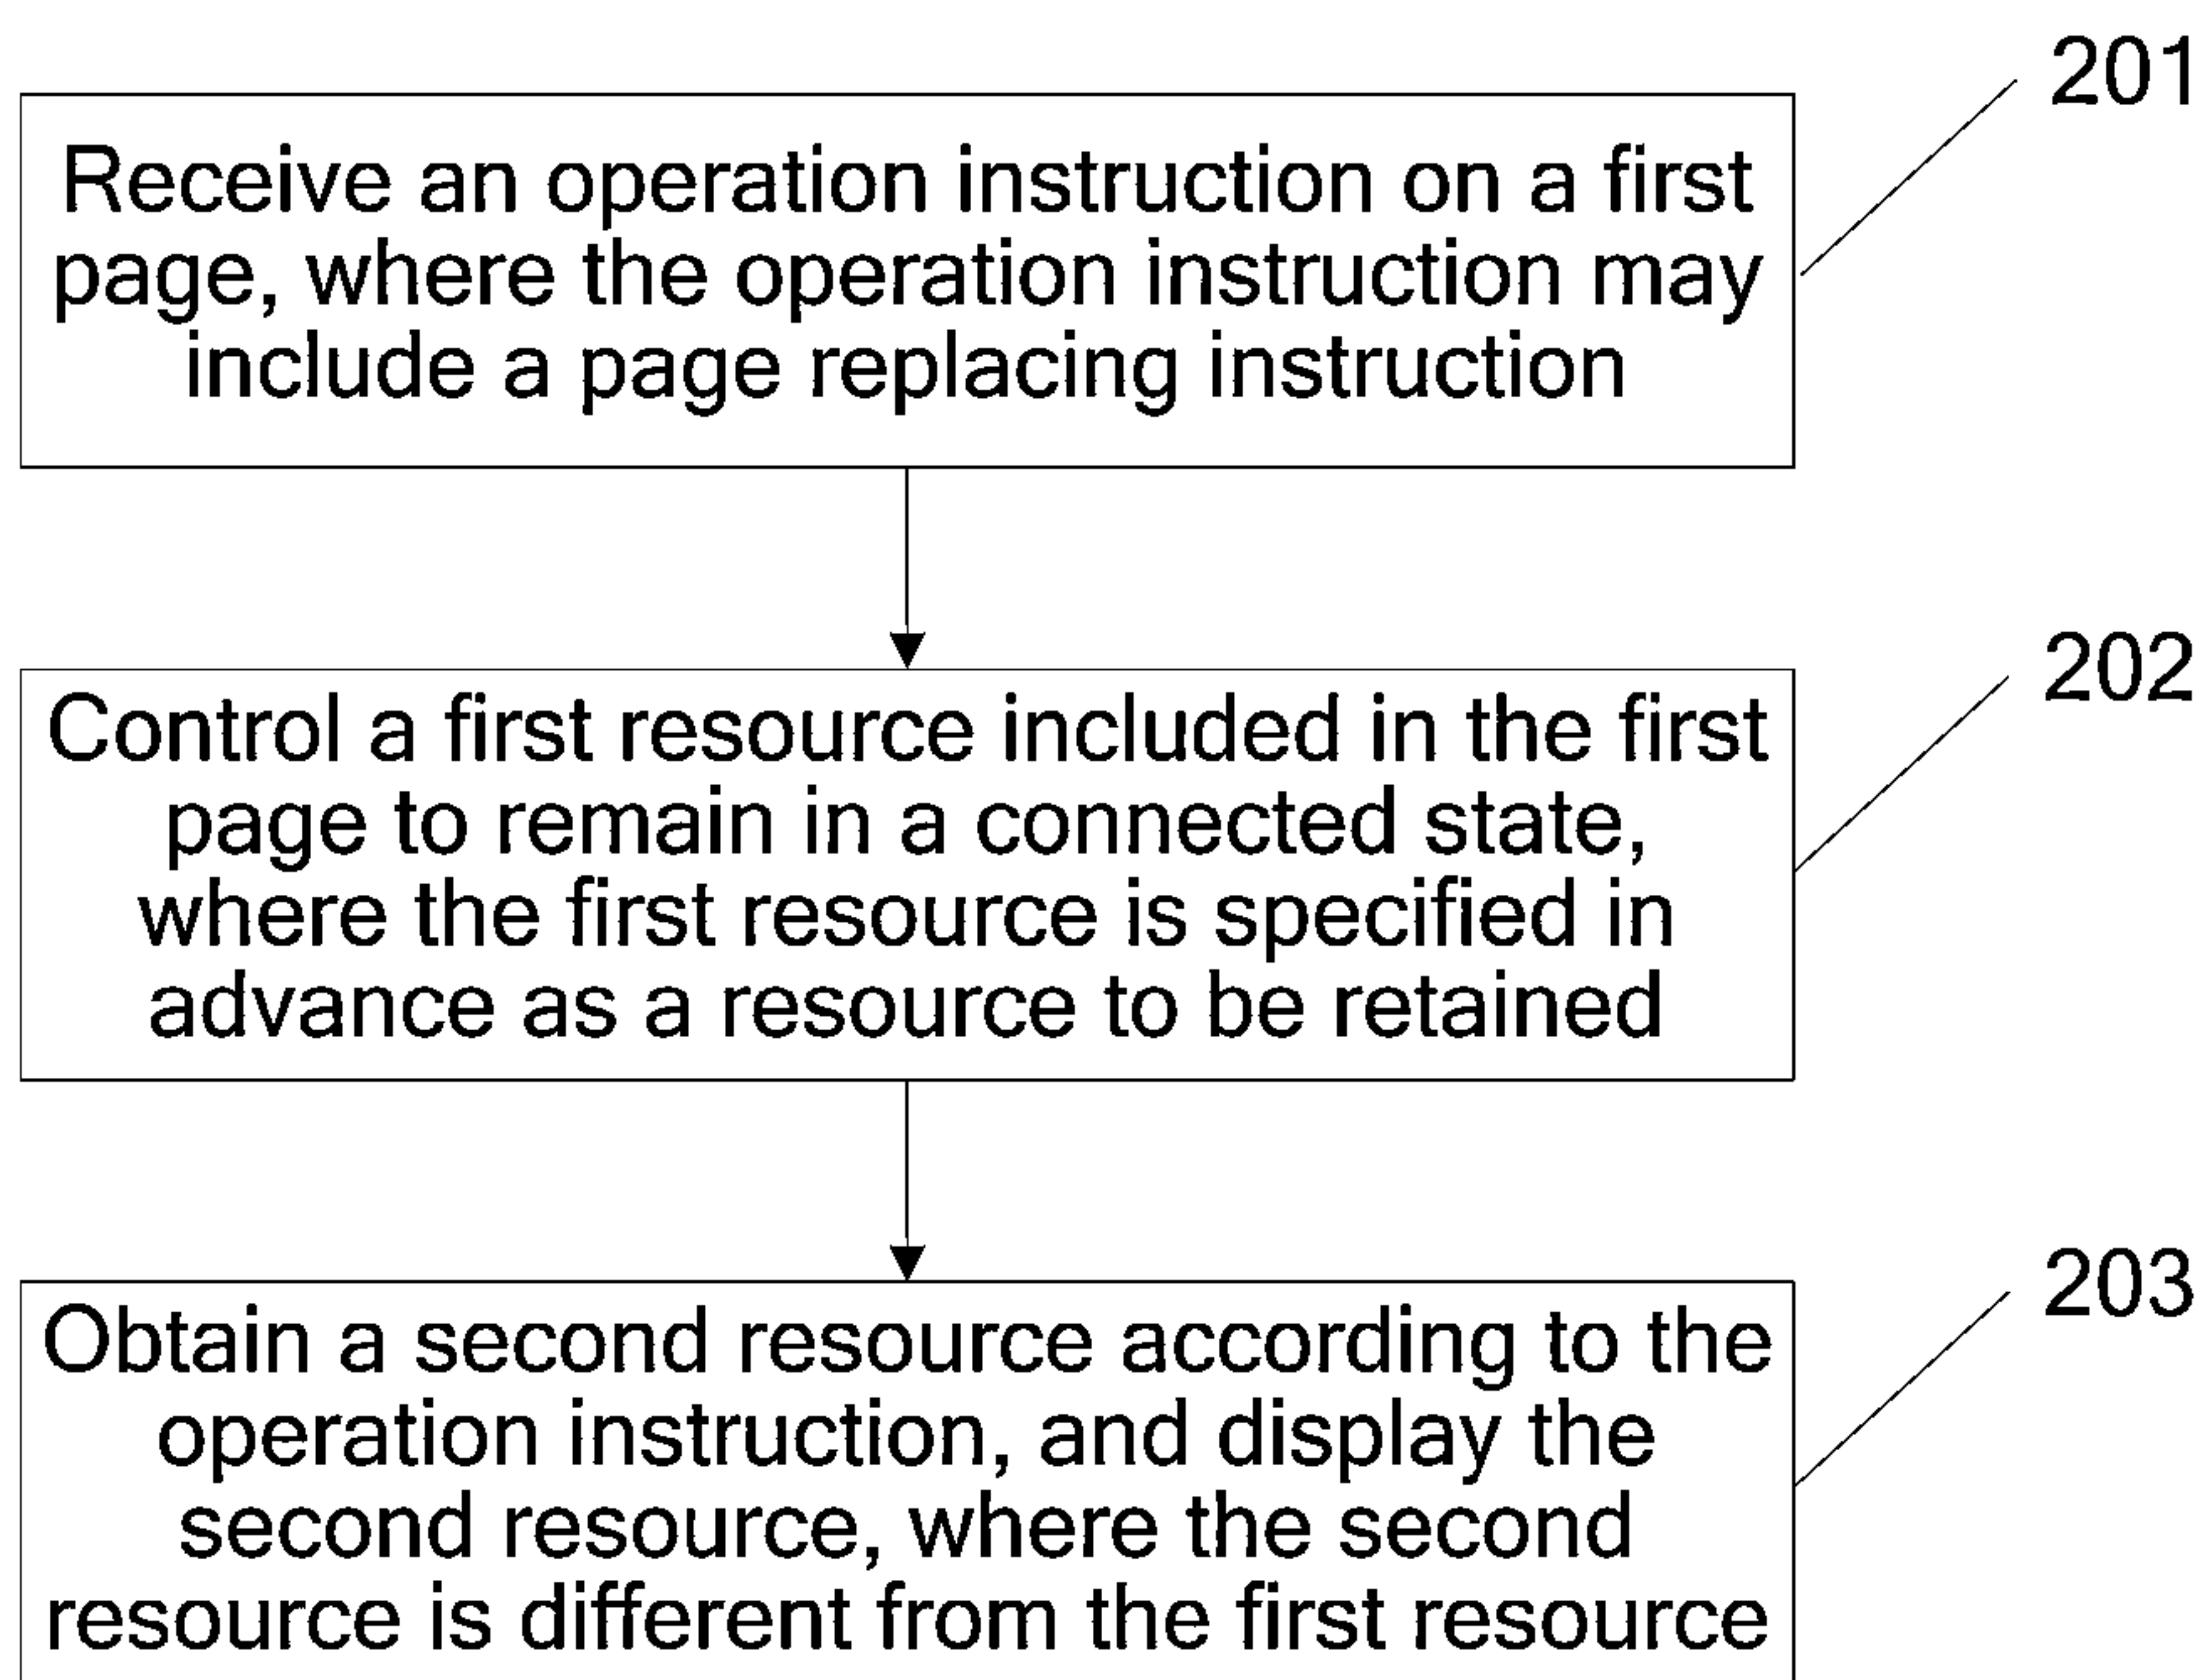 201
Receive an operation instruction on a first
page, where the operation instruction may
include a page replacing instruction
202
Control a first resource included in the first
page to remain in a connected state,
where the first resource is specified in
advance as a resource to be retained
203
Obtain a second resource according to the
operation instruction, and display the
second resource, where the second
resource is different from the first resource